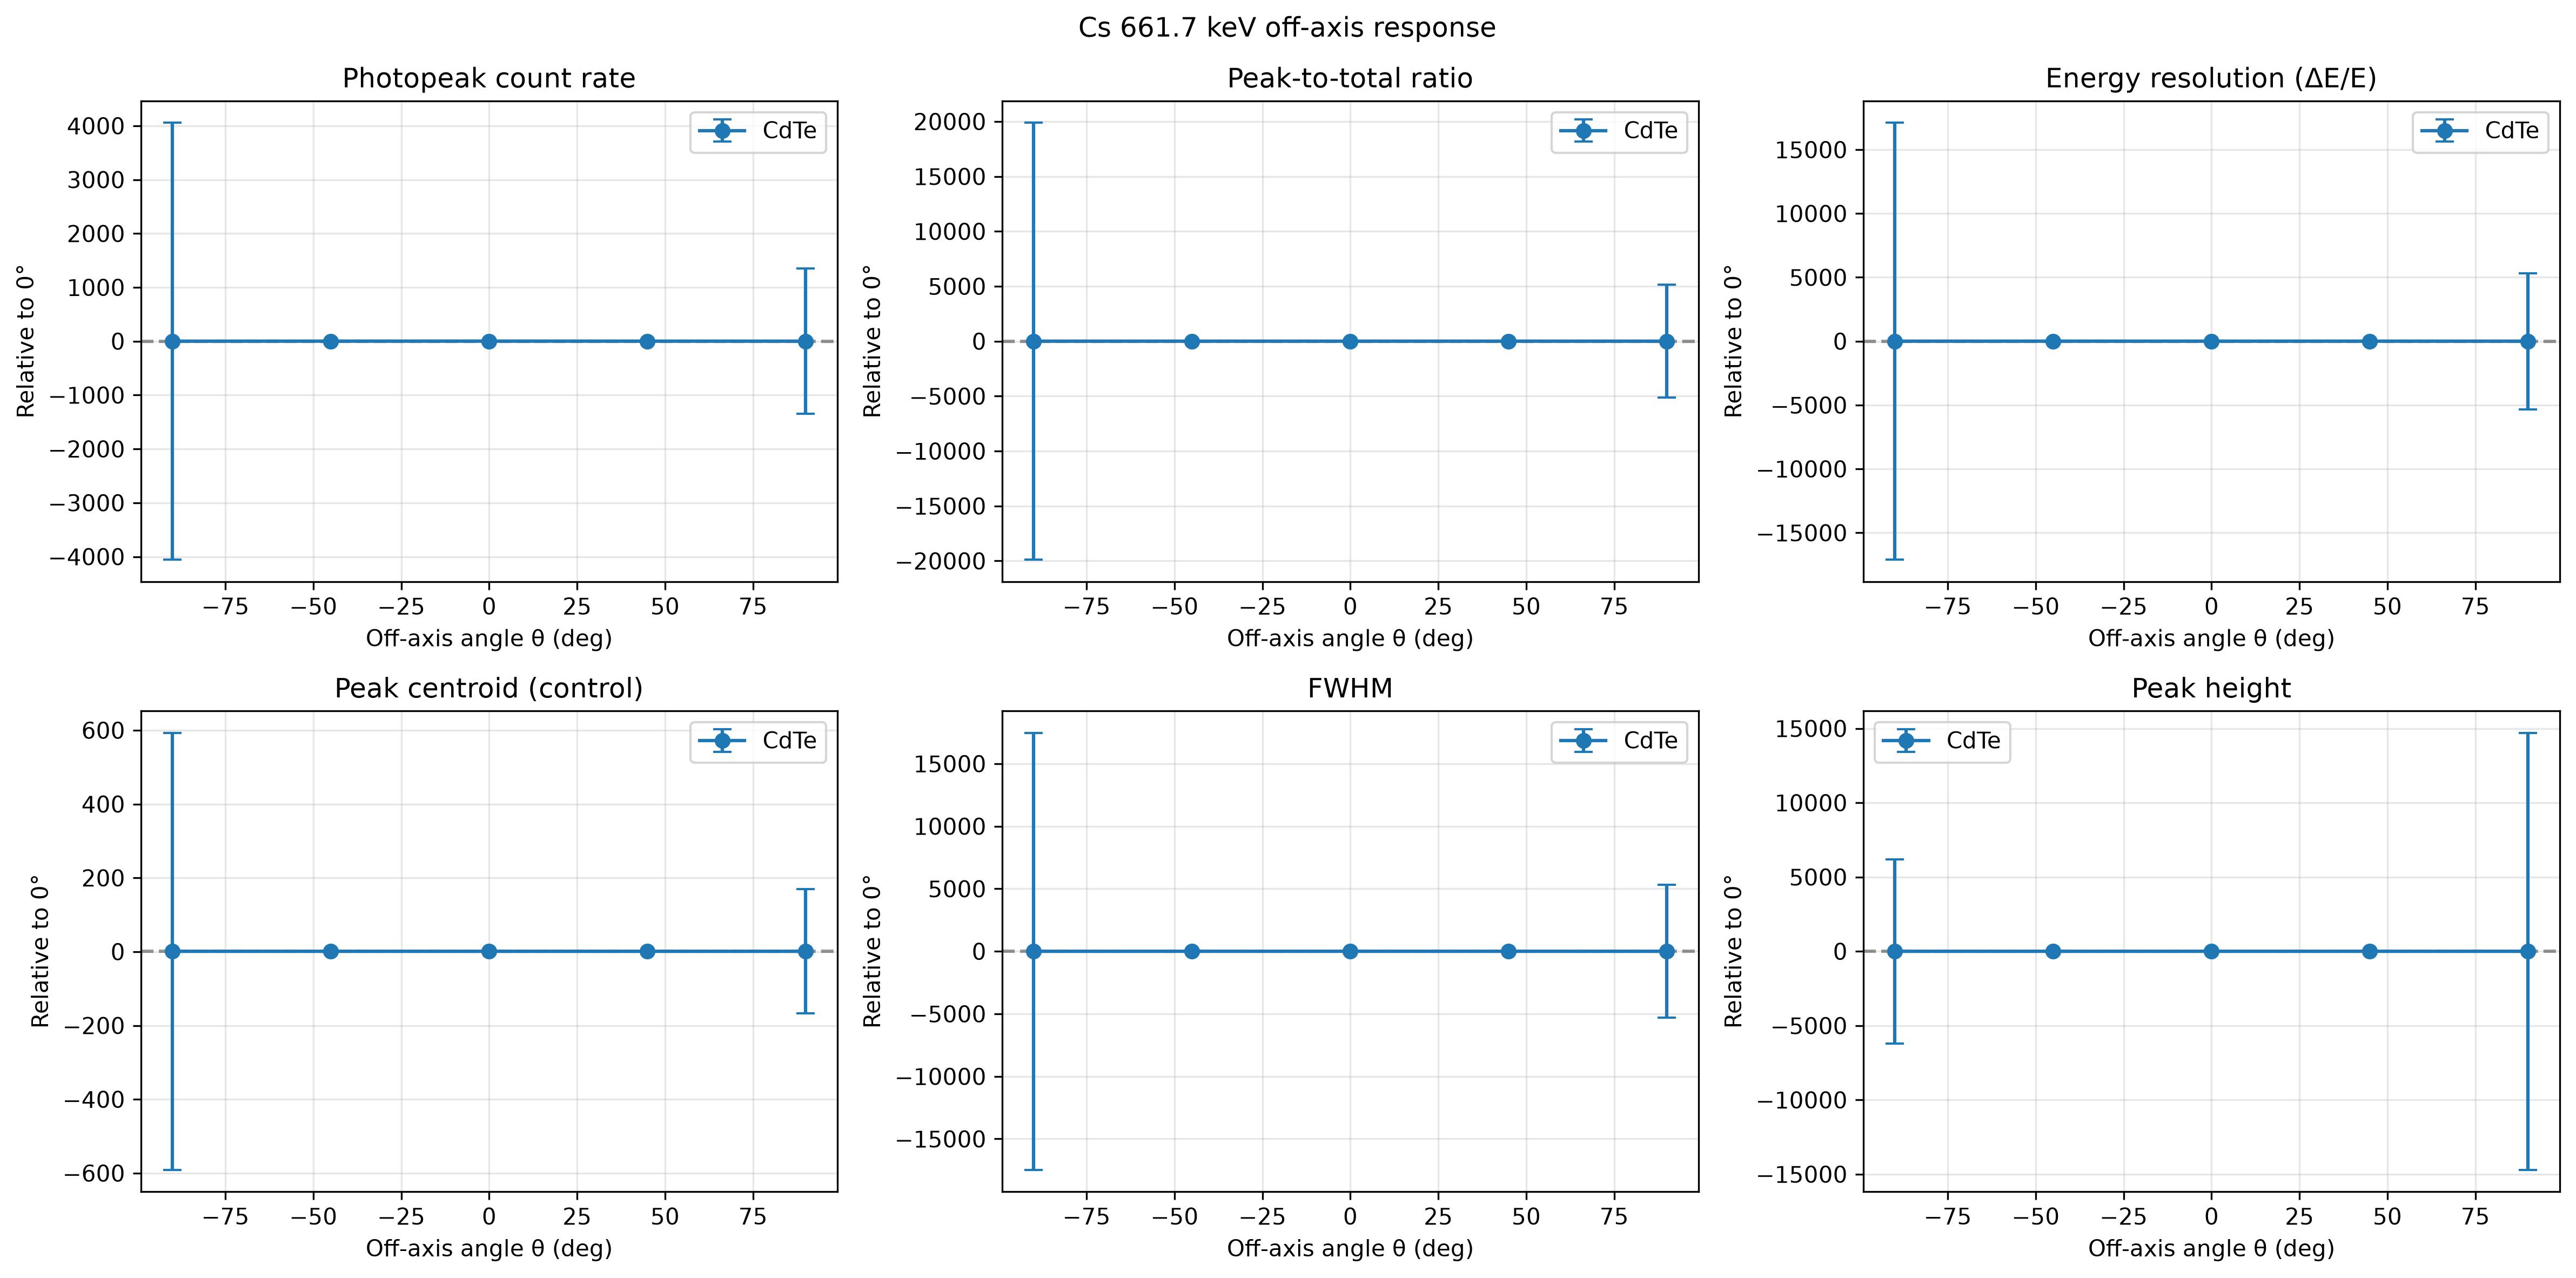 Cs 661.7 keV off-axis response
Photopeak count rate
4000
3000
2000
1000
0
−1000
−2000
−3000
−4000
Relative to 0°
CdTe
−75 −50 −25 0 25 50 75
Off-axis angle θ (deg)
Peak-to-total ratio
20000
15000
10000
5000
0
−5000
−10000
−15000
−20000
Relative to 0°
CdTe
−75 −50 −25 0 25 50 75
Off-axis angle θ (deg)
Energy resolution (ΔE/E)
15000
10000
5000
0
−5000
−10000
−15000
Relative to 0°
CdTe
−75 −50 −25 0 25 50 75
Off-axis angle θ (deg)
Peak centroid (control)
600
400
200
0
−200
−400
−600
Relative to 0°
CdTe
−75 −50 −25 0 25 50 75
Off-axis angle θ (deg)
FWHM
15000
10000
5000
0
−5000
−10000
−15000
Relative to 0°
CdTe
−75 −50 −25 0 25 50 75
Off-axis angle θ (deg)
Peak height
15000
10000
5000
0
−5000
−10000
−15000
Relative to 0°
CdTe
−75 −50 −25 0 25 50 75
Off-axis angle θ (deg)